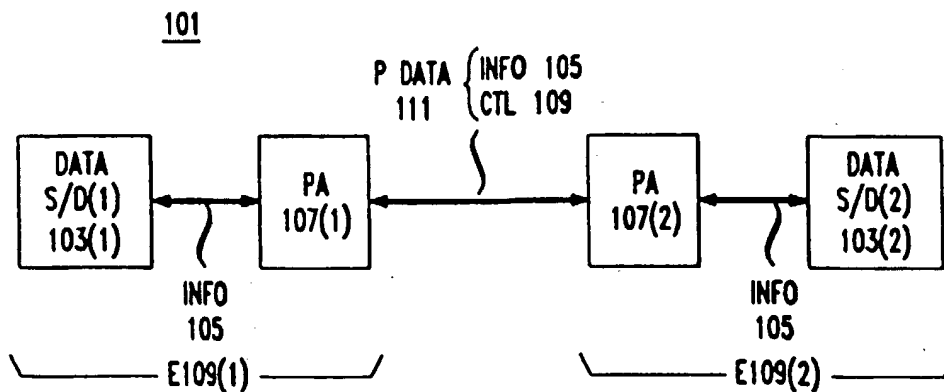 101
P DATA
111
INFO 105
CTL 109
DATA
S/D(1)
103(1)
PA
107(1)
PA
107(2)
DATA
S/D(2)
103(2)
INFO
105
INFO
105
E109(1)
E109(2)